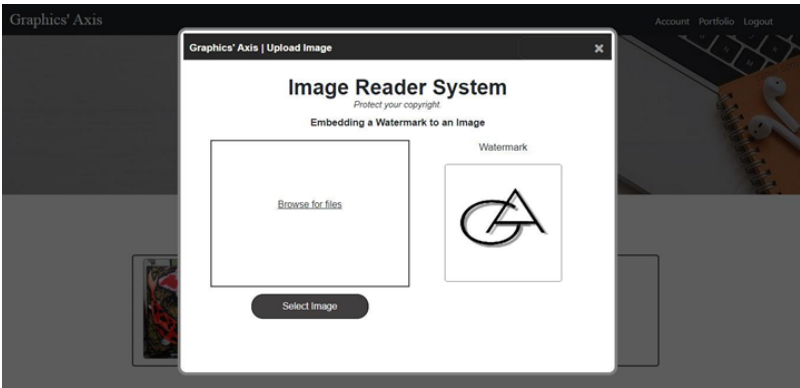 Graphics' Axis
Account Portfolio Logout
Graphics' Axis | Upload Image
Image Reader System
Protect your copyright.
Embedding a Watermark to an Image
Watermark
Browse for files
GA
Select Image